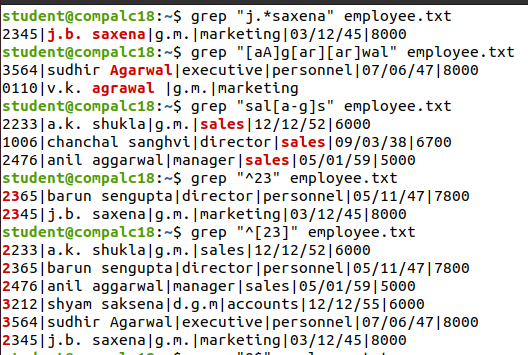 student@compalc18:~$ grep "j.*saxena" employee.txt
2345|j.b. saxena|g.m.|marketing|03/12/45|8000
student@compalc18:~$ grep "[aA]g[ar][ar]wal" employee.txt
3564|sudhir Agarwal|executive|personnel|07/06/47|8000
0110|v.k. agrawal |g.m.|marketing
student@compalc18:~$ grep "sal[a-g]s" employee.txt
2233|a.k. shukla|g.m.|sales|12/12/52|6000
1006|chanchal sanghvi|director|sales|09/03/38|6700
2476|anil aggarwal|manager|sales|05/01/59|5000
student@compalc18:~$ grep "^23" employee.txt
2365|barun sengupta|director|personnel|05/11/47|7800
2345|j.b. saxena|g.m.|marketing|03/12/45|8000
student@compalc18:~$ grep "^[23]" employee.txt
2233|a.k. shukla|g.m.|sales|12/12/52|6000
2365|barun sengupta|director|personnel|05/11/47|7800
2476|anil aggarwal|manager|sales|05/01/59|5000
3212|shyam saksena|d.g.m|accounts|12/12/55|6000
3564|sudhir Agarwal|executive|personnel|07/06/47|8000
2345|j.b. saxena|g.m.|marketing|03/12/45|8000